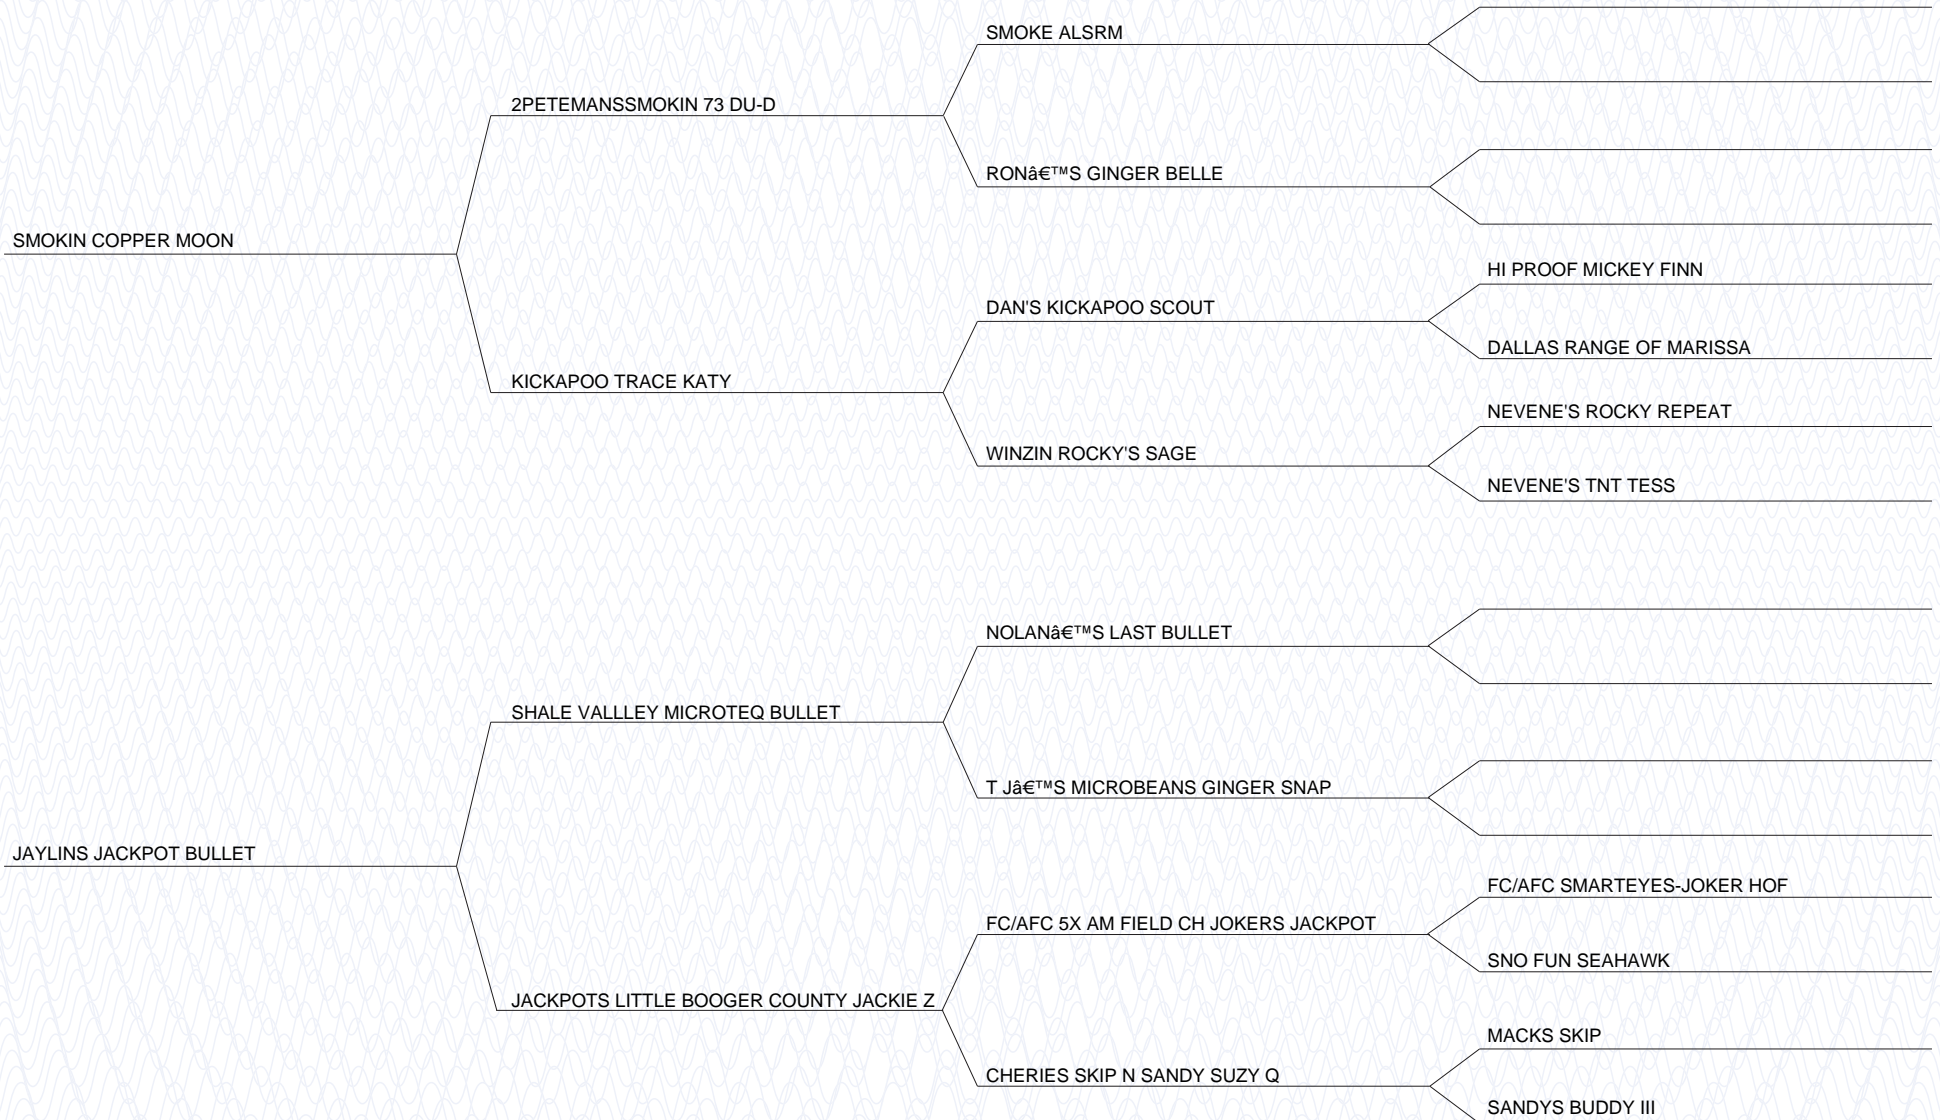 SMOKE ALSRM
2PETEMANSSMOKIN 73 DU-D
RONâ€™S GINGER BELLE
SMOKIN COPPER MOON
HI PROOF MICKEY FINN
DAN'S KICKAPOO SCOUT
DALLAS RANGE OF MARISSA
KICKAPOO TRACE KATY
NEVENE'S ROCKY REPEAT
WINZIN ROCKY'S SAGE
NEVENE'S TNT TESS
NOLANâ€™S LAST BULLET
SHALE VALLLEY MICROTEQ BULLET
T Jâ€™S MICROBEANS GINGER SNAP
JAYLINS JACKPOT BULLET
FC/AFC SMARTEYES-JOKER HOF
FC/AFC 5X AM FIELD CH JOKERS JACKPOT
SNO FUN SEAHAWK
JACKPOTS LITTLE BOOGER COUNTY JACKIE Z
MACKS SKIP
CHERIES SKIP N SANDY SUZY Q
SANDYS BUDDY III